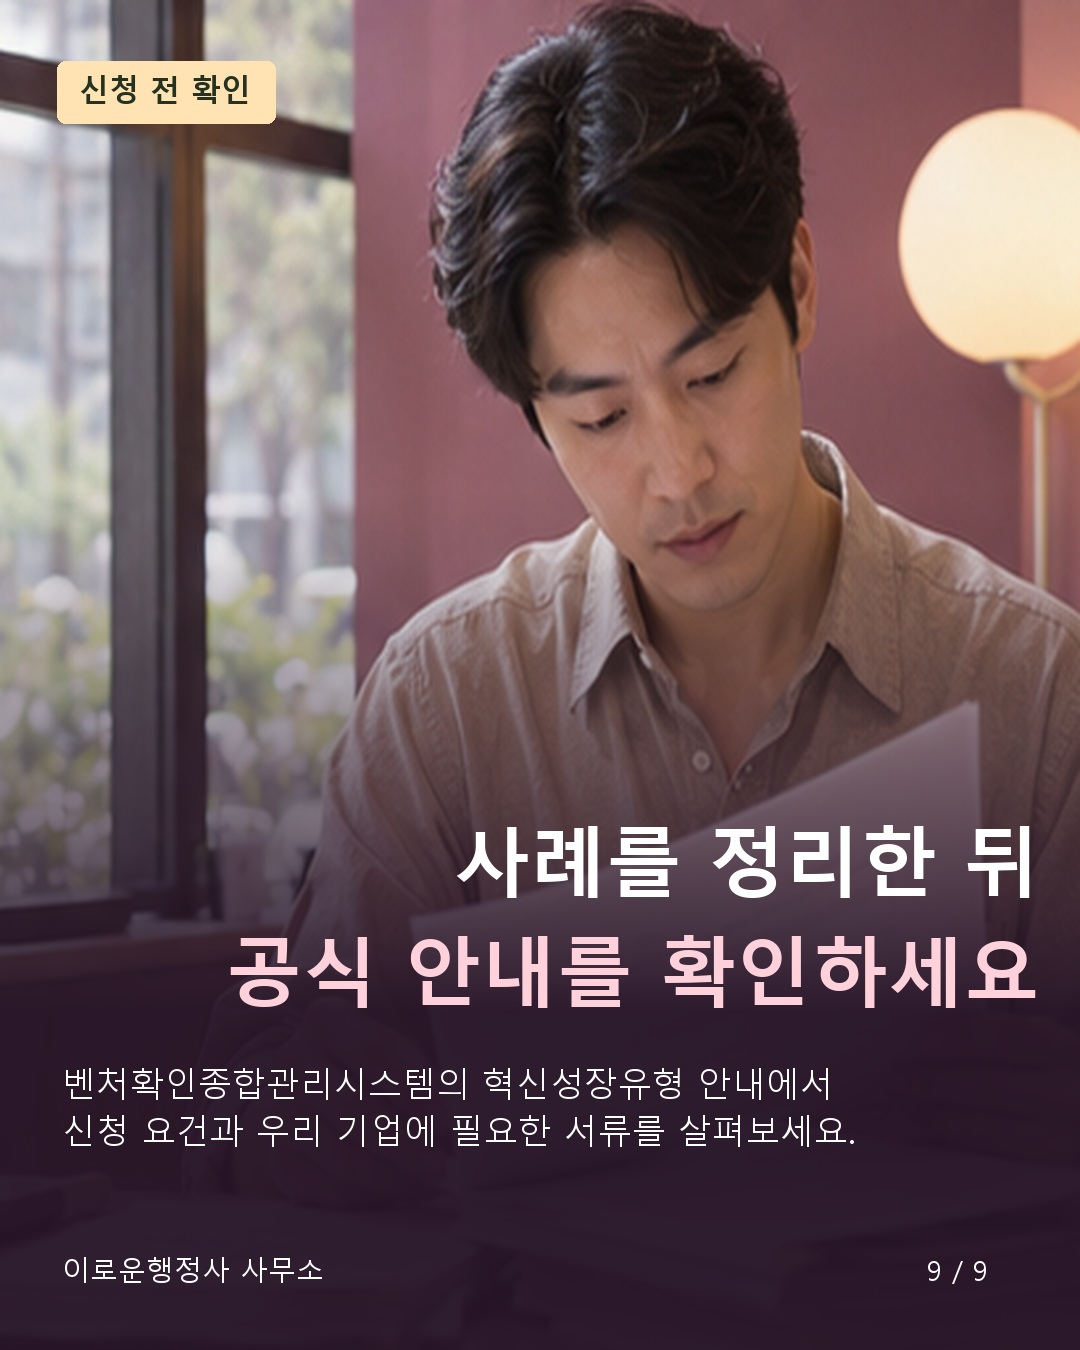 신청 전 확인
사례를 정리한 뒤
공식 안내를 확인하세요
벤처확인종합관리시스템의 혁신성장유형 안내에서
신청 요건과 우리 기업에 필요한 서류를 살펴보세요.
이로운행정사 사무소
9 / 9